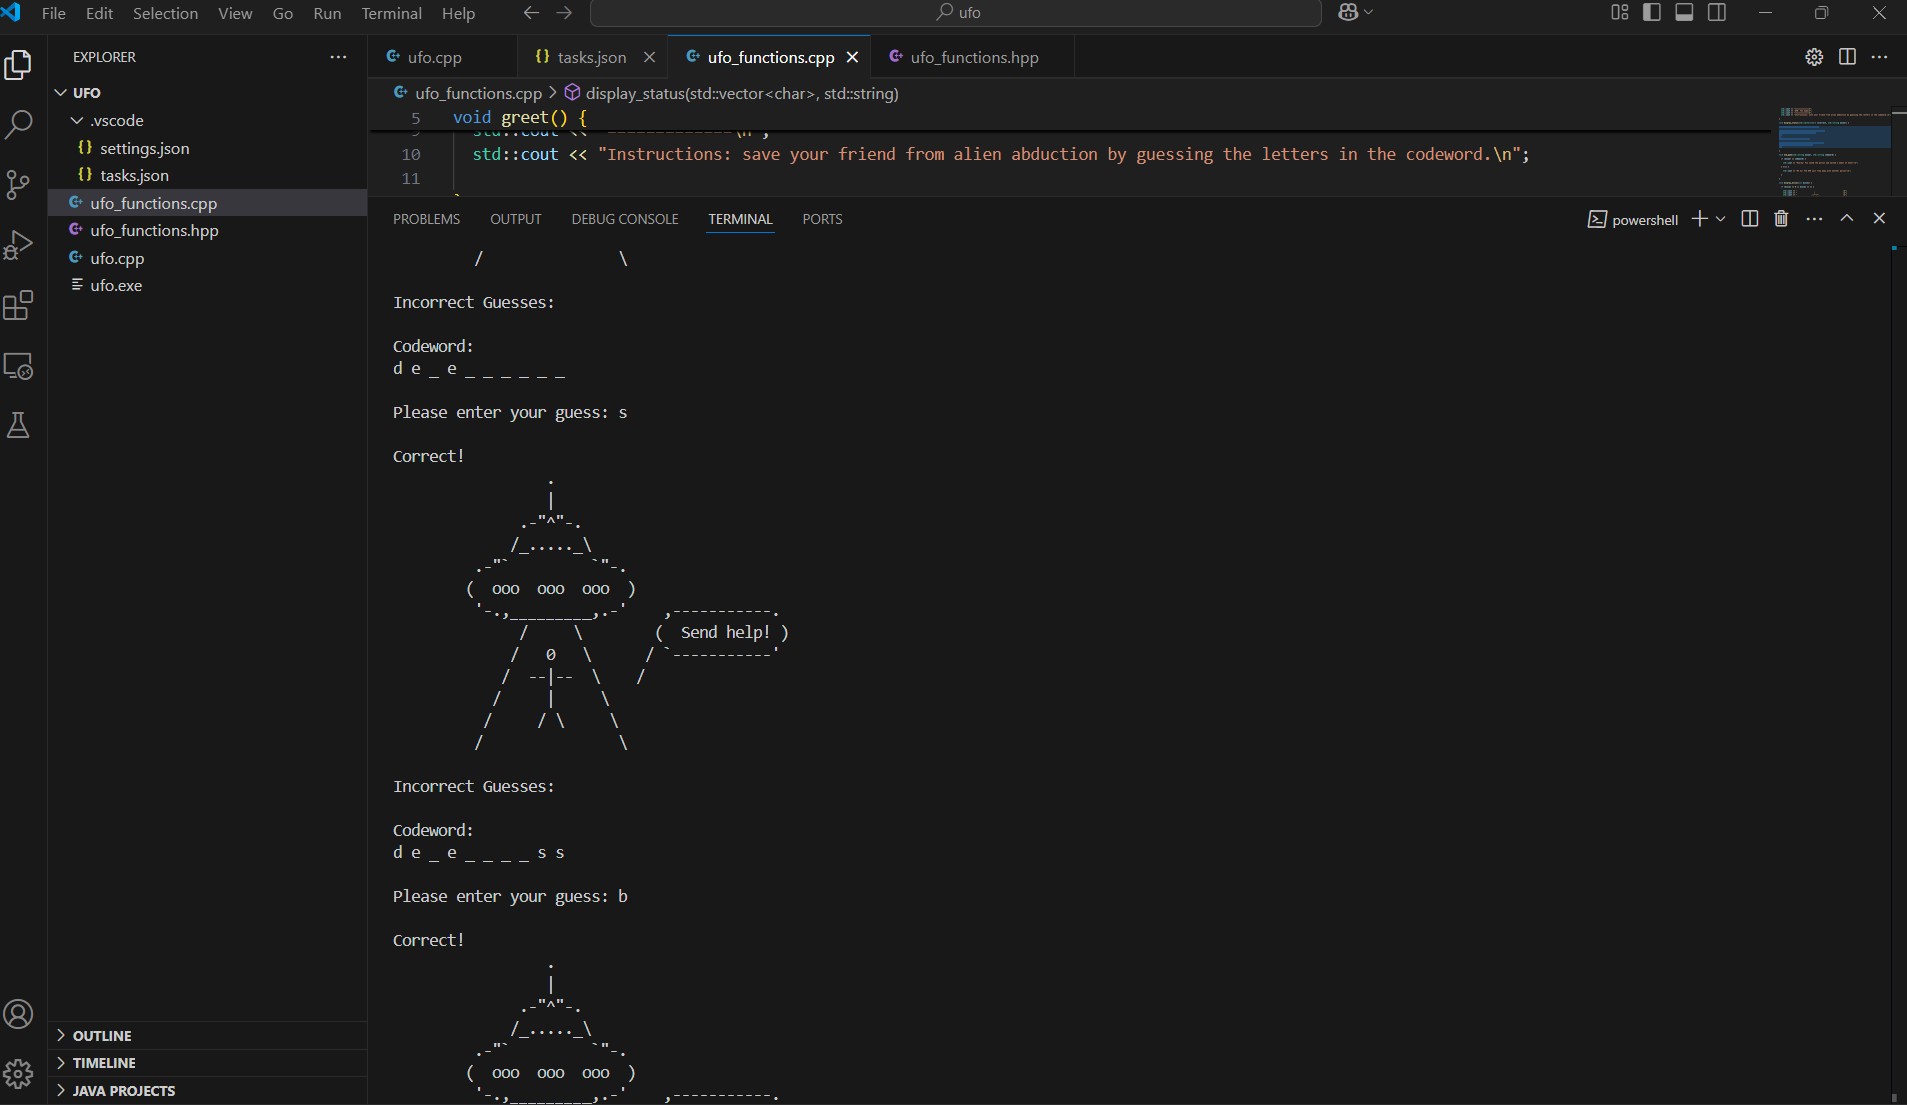 File Edit Selection View Go Run Terminal Help
ufo
EXPLORER
UFO
.vscode
{} settings.json
{} tasks.json
ufo_functions.cpp
ufo_functions.hpp
ufo.cpp
ufo.exe
OUTLINE
TIMELINE
JAVA PROJECTS
ufo.cpp
{} tasks.json
ufo_functions.cpp
ufo_functions.hpp
ufo_functions.cpp > display_status(std::vector<char>, std::string)
5 void greet() {
10 std::cout << "Instructions: save your friend from alien abduction by guessing the letters in the codeword.\n";
11
PROBLEMS OUTPUT DEBUG CONSOLE TERMINAL PORTS
powershell
         /               \
Incorrect Guesses:
Codeword:
d e _ e _ _ _ _ _ _
Please enter your guess: s
Correct!
                 .
                 |
              .-"^"-.
             /_....._\
         .-"`         `"-.
        (  ooo  ooo  ooo  )
         '-.,_________,.-'    ,-----------.
              /     \        (  Send help! )
             /   0   \      / `-----------'
            /  --|--  \    /
           /     |     \
          /     / \     \
         /               \
Incorrect Guesses:
Codeword:
d e _ e _ _ _ _ s s
Please enter your guess: b
Correct!
                 .
                 |
              .-"^"-.
             /_....._\
         .-"`         `"-.
        (  ooo  ooo  ooo  )
         '-.,_________,.-'    ,-----------.